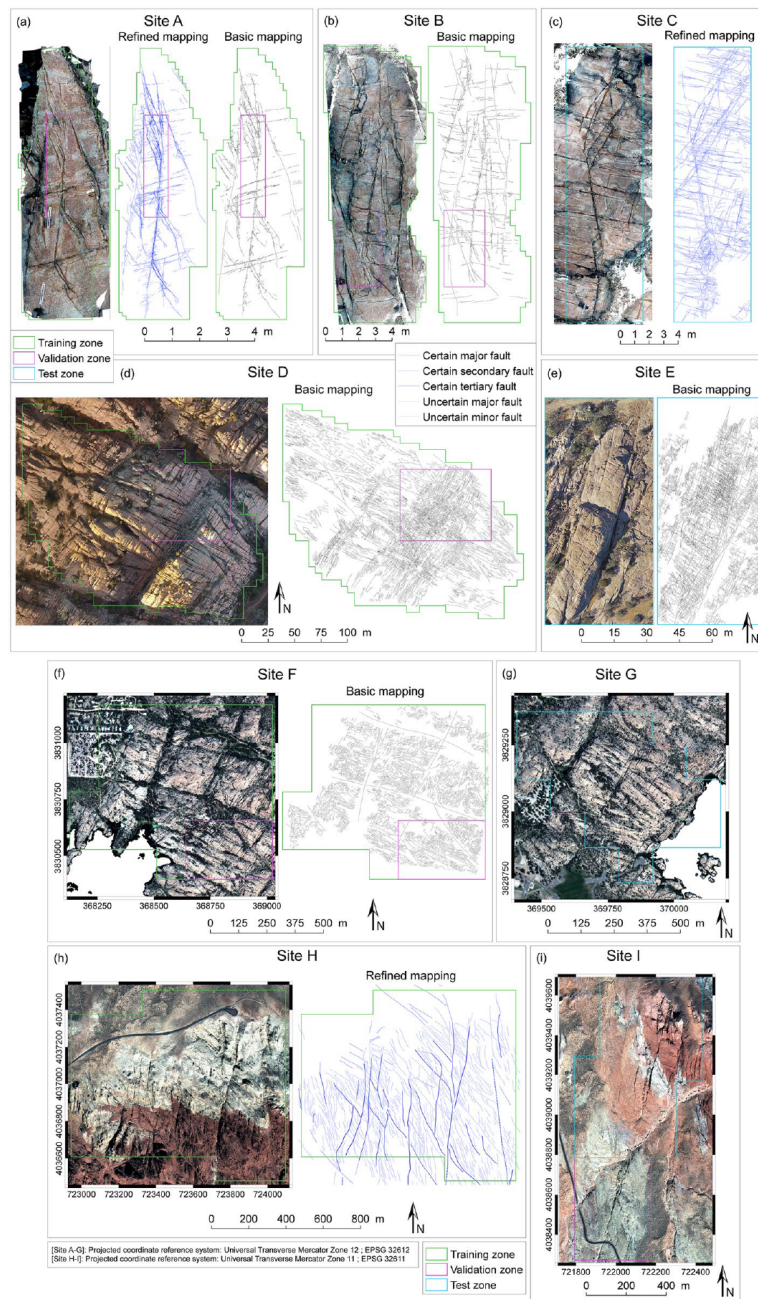 (a) Site A
Refined mapping Basic mapping
0 1 2 4 m
(b) Site B
Basic mapping
0 1 2 3 4 m
(c) Site C
Refined mapping
0 1 2 3 4 m
Training zone
Validation zone
Test zone
Certain major fault
Certain secondary fault
Certain tertiary fault
Uncertain major fault
Uncertain minor fault
(d) Site D
Basic mapping
N
0 25 50 75 100 m
(e) Site E
Basic mapping
N
0 15 30 45 60 m
(f) Site F
Basic mapping
3831000
3830750
3830500
368250 368500 368750 389000
0 125 250 375 500 m
N
(g) Site G
3829250
3829000
3828750
369500 369750 370000
0 125 250 375 500 m
N
(h) Site H
Refined mapping
4037400
4037200
4037000
4036800
4036600
723000 723200 723400 723600 723800 724000
0 200 400 600 800 m
N
(i) Site I
4039600
4039400
4039200
4039000
4038800
4038600
4038400
721800 722000 722200 722400
0 200 400 m
N
[Site A-G]: Projected coordinate reference system: Universal Transverse Mercator Zone 12 ; EPSG 32612
[Site H-I]: Projected coordinate reference system: Universal Transverse Mercator Zone 11 ; EPSG 32611
Training zone
Validation zone
Test zone